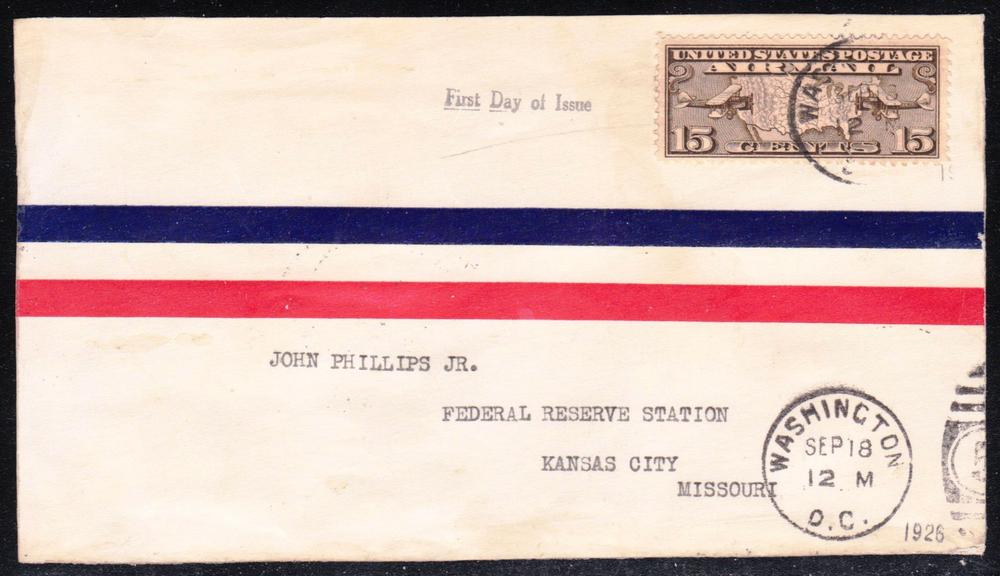 First Day of Issue
UNITED STATES POSTAGE
AIR MAIL
15 CENTS 15
JOHN PHILLIPS JR.
FEDERAL RESERVE STATION
KANSAS CITY
MISSOURI
WASHINGTON
SEP 18
12 M
D.C.
1926